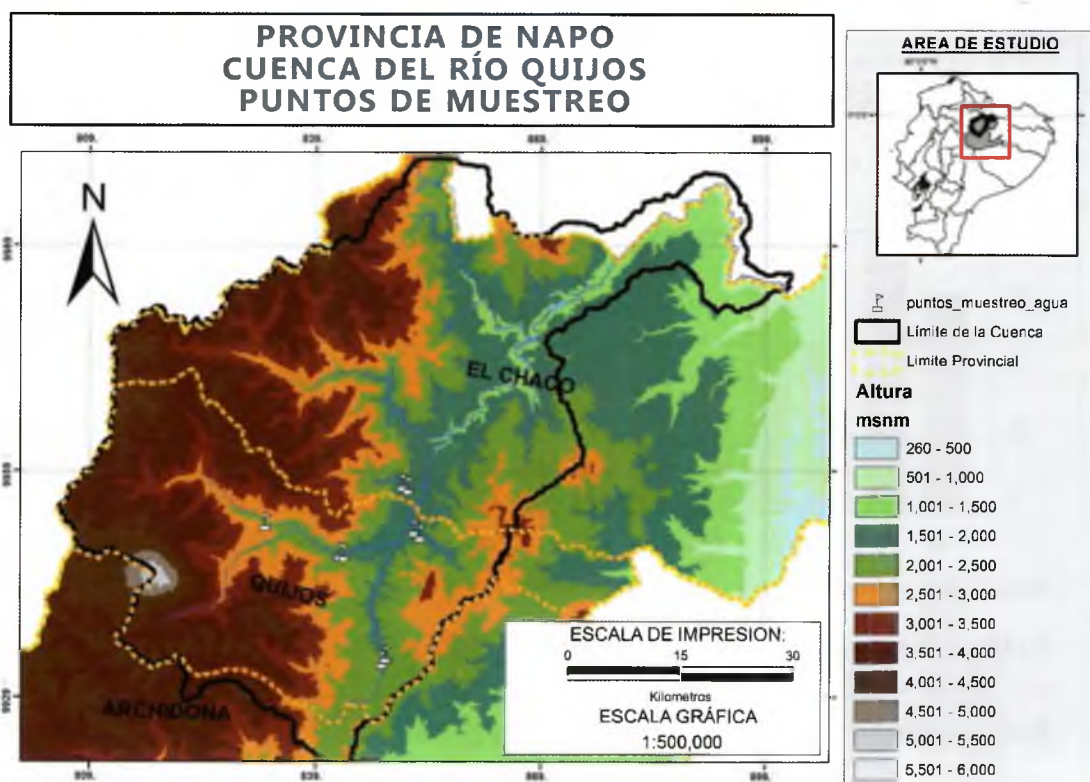 PROVINCIA DE NAPO
CUENCA DEL RÍO QUIJOS
PUNTOS DE MUESTREO
AREA DE ESTUDIO
N
EL CHACO
QUIJOS
ARCHIDONA
ESCALA DE IMPRESION:
0 15 30
Kilometros
ESCALA GRÁFICA
1:500,000
puntos_muestreo_agua
Límite de la Cuenca
Limite Provincial
Altura
msnm
260 - 500
501 - 1,000
1,001 - 1,500
1,501 - 2,000
2,001 - 2,500
2,501 - 3,000
3,001 - 3,500
3,501 - 4,000
4,001 - 4,500
4,501 - 5,000
5,001 - 5,500
5,501 - 6,000